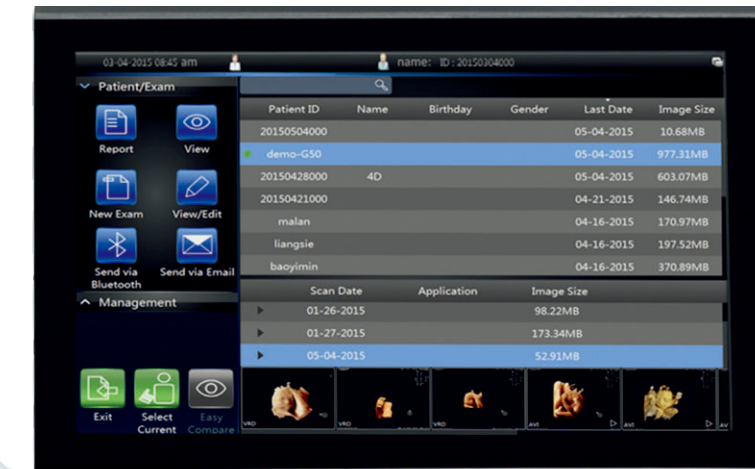 03-04-2015 08:45 am name: ID : 20150304000
Patient/Exam
Report View
New Exam View/Edit
Send via Bluetooth Send via Email
Management
Exit Select Current Easy Compare
Patient ID Name Birthday Gender Last Date Image Size
20150504000 05-04-2015 10.68MB
demo-G50 05-04-2015 977.31MB
20150428000 4D 05-04-2015 603.07MB
20150421000 04-21-2015 146.74MB
malan 04-16-2015 170.97MB
liangsie 04-16-2015 197.52MB
baoyimin 04-16-2015 370.89MB
Scan Date Application Image Size
01-26-2015 98.22MB
01-27-2015 173.34MB
05-04-2015 52.91MB
VRD VRD VRD AVI AVI AV